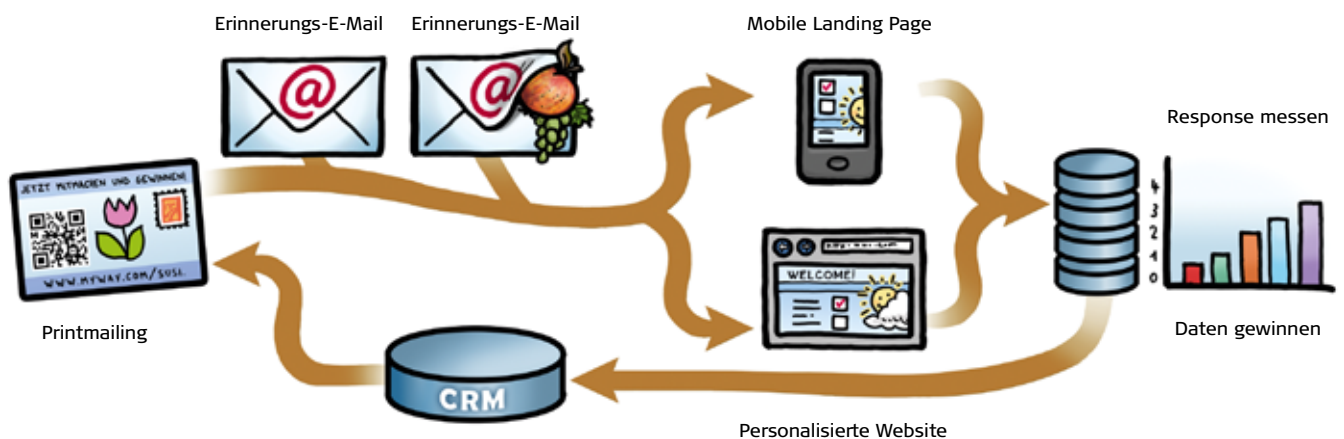 Erinnerungs-E-Mail
Erinnerungs-E-Mail
Mobile Landing Page
Response messen
JETZT MITMACHEN UND GEWINNEN!
WWW.MYWAY.COM/SUSI.
Printmailing
WELCOME!
4
3
2
1
0
Daten gewinnen
CRM
Personalisierte Website